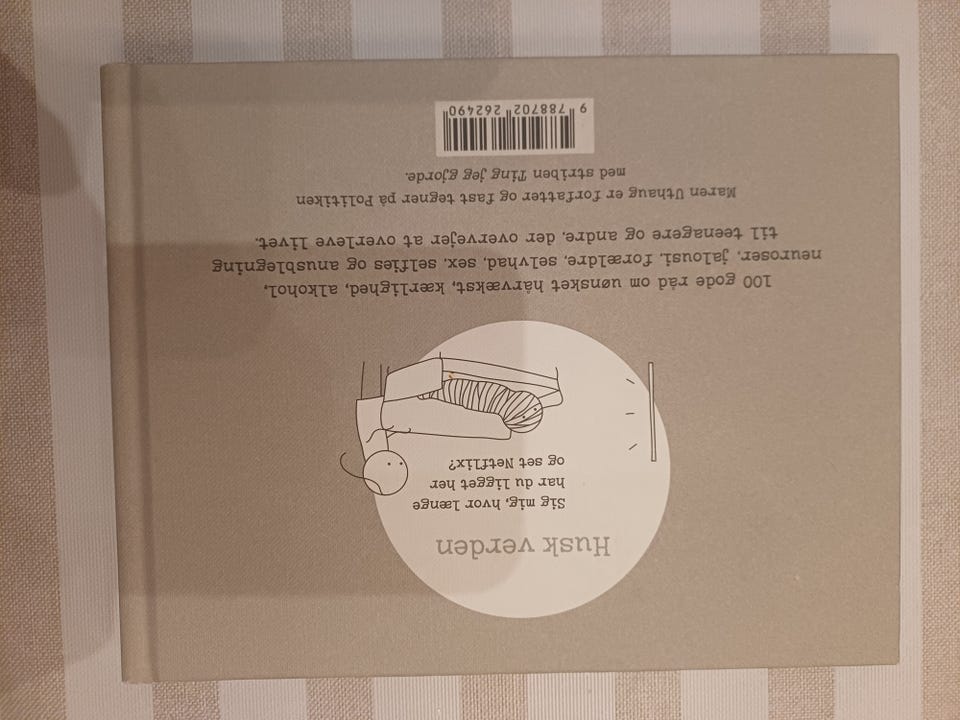 Husk verden
Sig mig, hvor længe
har du ligget her
og set Netflix?
100 gode råd om uønsket hårvækst, kærlighed, alkohol,
neuroser, jalousi, forældre, selvhad, sex, selfies og anusblegning
til teenagere og andre, der overvejer at overleve livet.
Maren Uthaug er forfatter og fast tegner på Politiken
med striben Ting jeg gjorde.
9 788702 262490